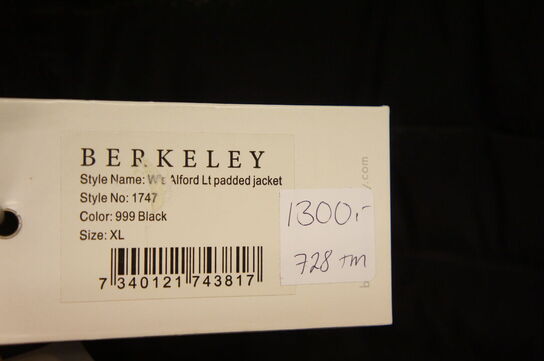 BERKELEY
Style Name: W's Alford Lt padded jacket
Style No: 1747
Color: 999 Black
Size: XL
7 340121 743817
1300,-
728 tm